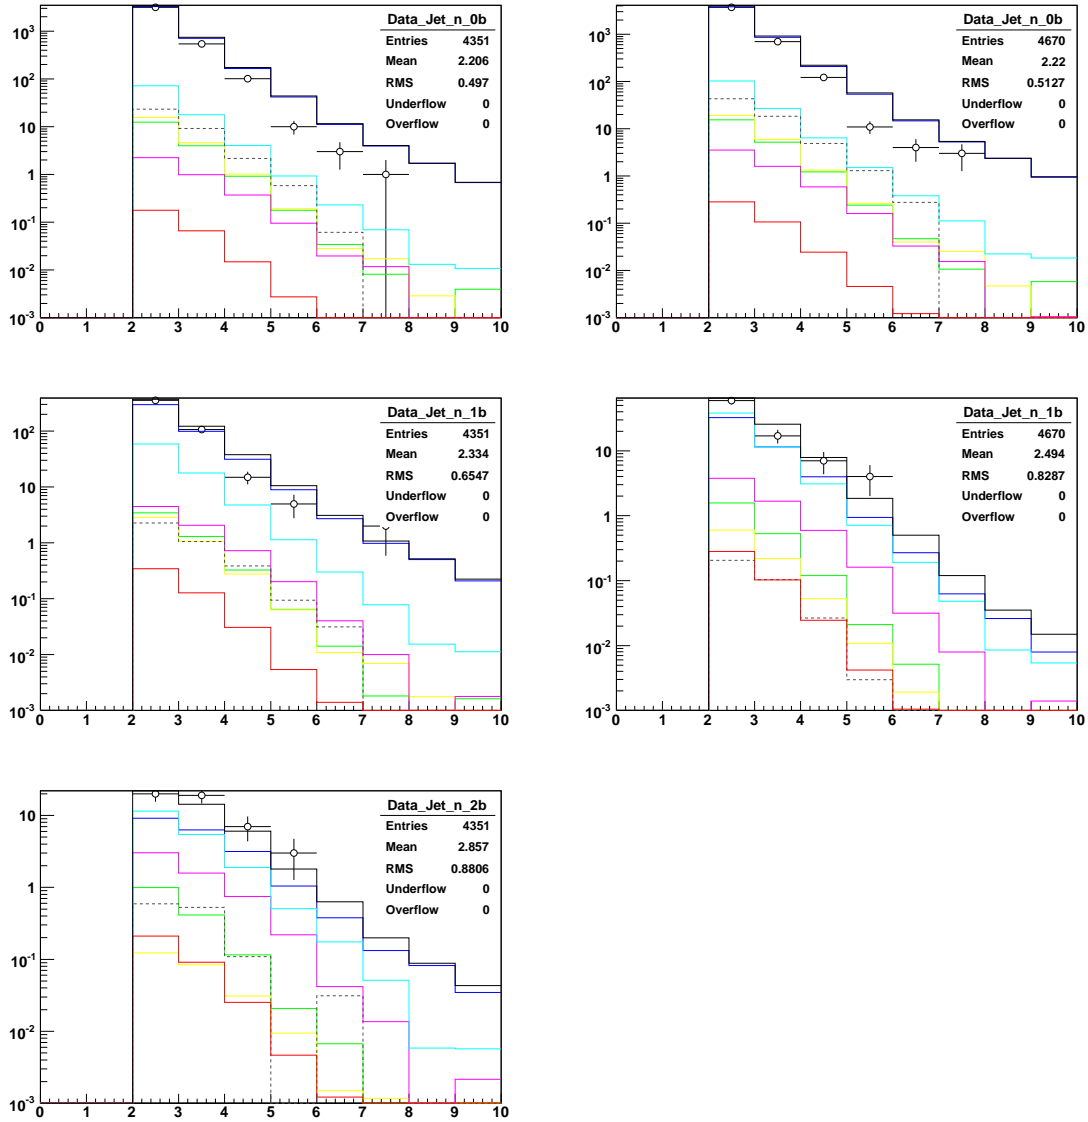 Data_Jet_n_0b
Entries 4351
Mean 2.206
RMS 0.497
Underflow 0
Overflow 0
10³
10²
10
1
10⁻¹
10⁻²
10⁻³
0 1 2 3 4 5 6 7 8 9 10
Data_Jet_n_0b
Entries 4670
Mean 2.22
RMS 0.5127
Underflow 0
Overflow 0
10³
10²
10
1
10⁻¹
10⁻²
10⁻³
0 1 2 3 4 5 6 7 8 9 10
Data_Jet_n_1b
Entries 4351
Mean 2.334
RMS 0.6547
Underflow 0
Overflow 0
10²
10
1
10⁻¹
10⁻²
10⁻³
0 1 2 3 4 5 6 7 8 9 10
Data_Jet_n_1b
Entries 4670
Mean 2.494
RMS 0.8287
Underflow 0
Overflow 0
10
1
10⁻¹
10⁻²
10⁻³
0 1 2 3 4 5 6 7 8 9 10
Data_Jet_n_2b
Entries 4351
Mean 2.857
RMS 0.8806
Underflow 0
Overflow 0
10
1
10⁻¹
10⁻²
10⁻³
0 1 2 3 4 5 6 7 8 9 10